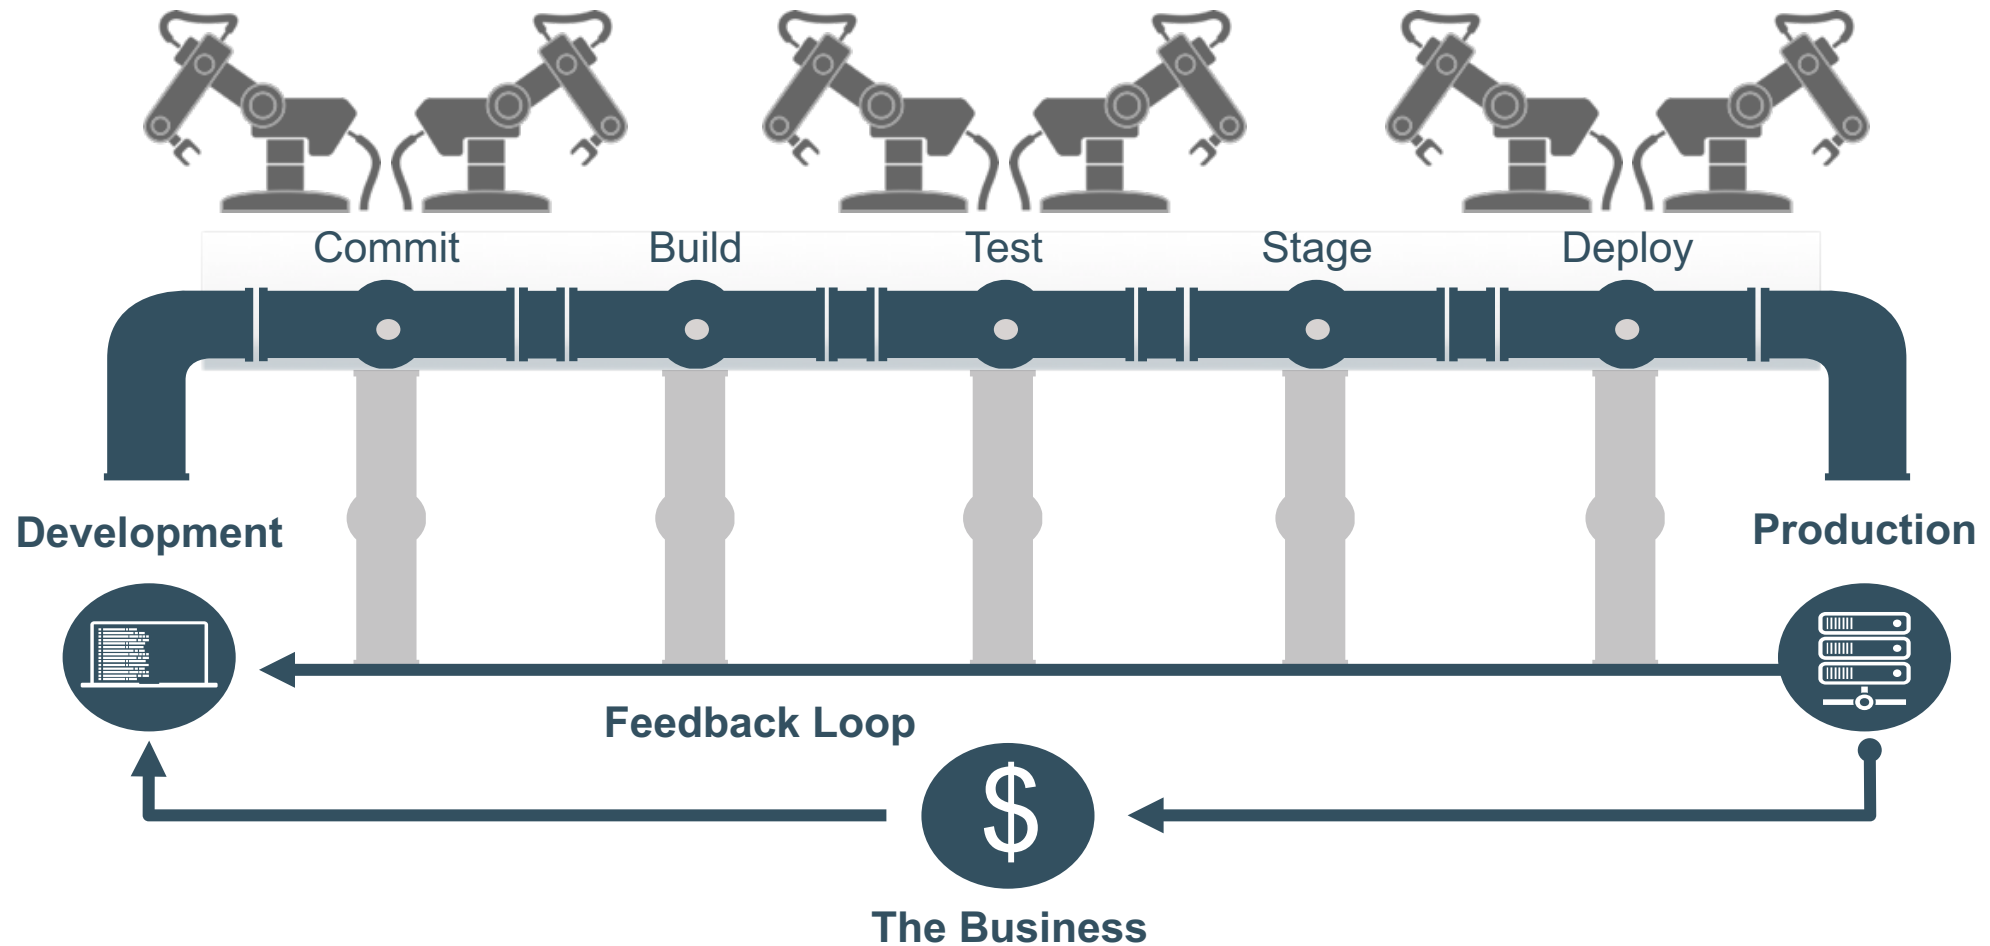 Commit
Build
Test
Stage
Deploy
Development
Production
Feedback Loop
$
The Business